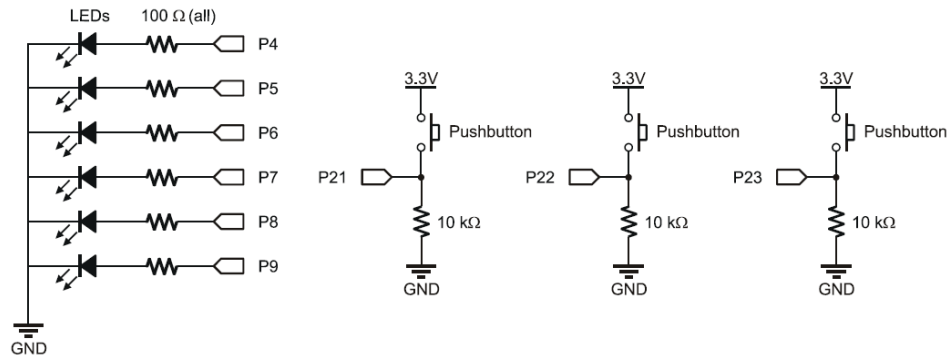 LEDs 100 Ω (all)
P4
P5
P6
P7
P8
P9
GND
3.3V 3.3V 3.3V
Pushbutton Pushbutton Pushbutton
P21 P22 P23
10 kΩ 10 kΩ 10 kΩ
GND GND GND